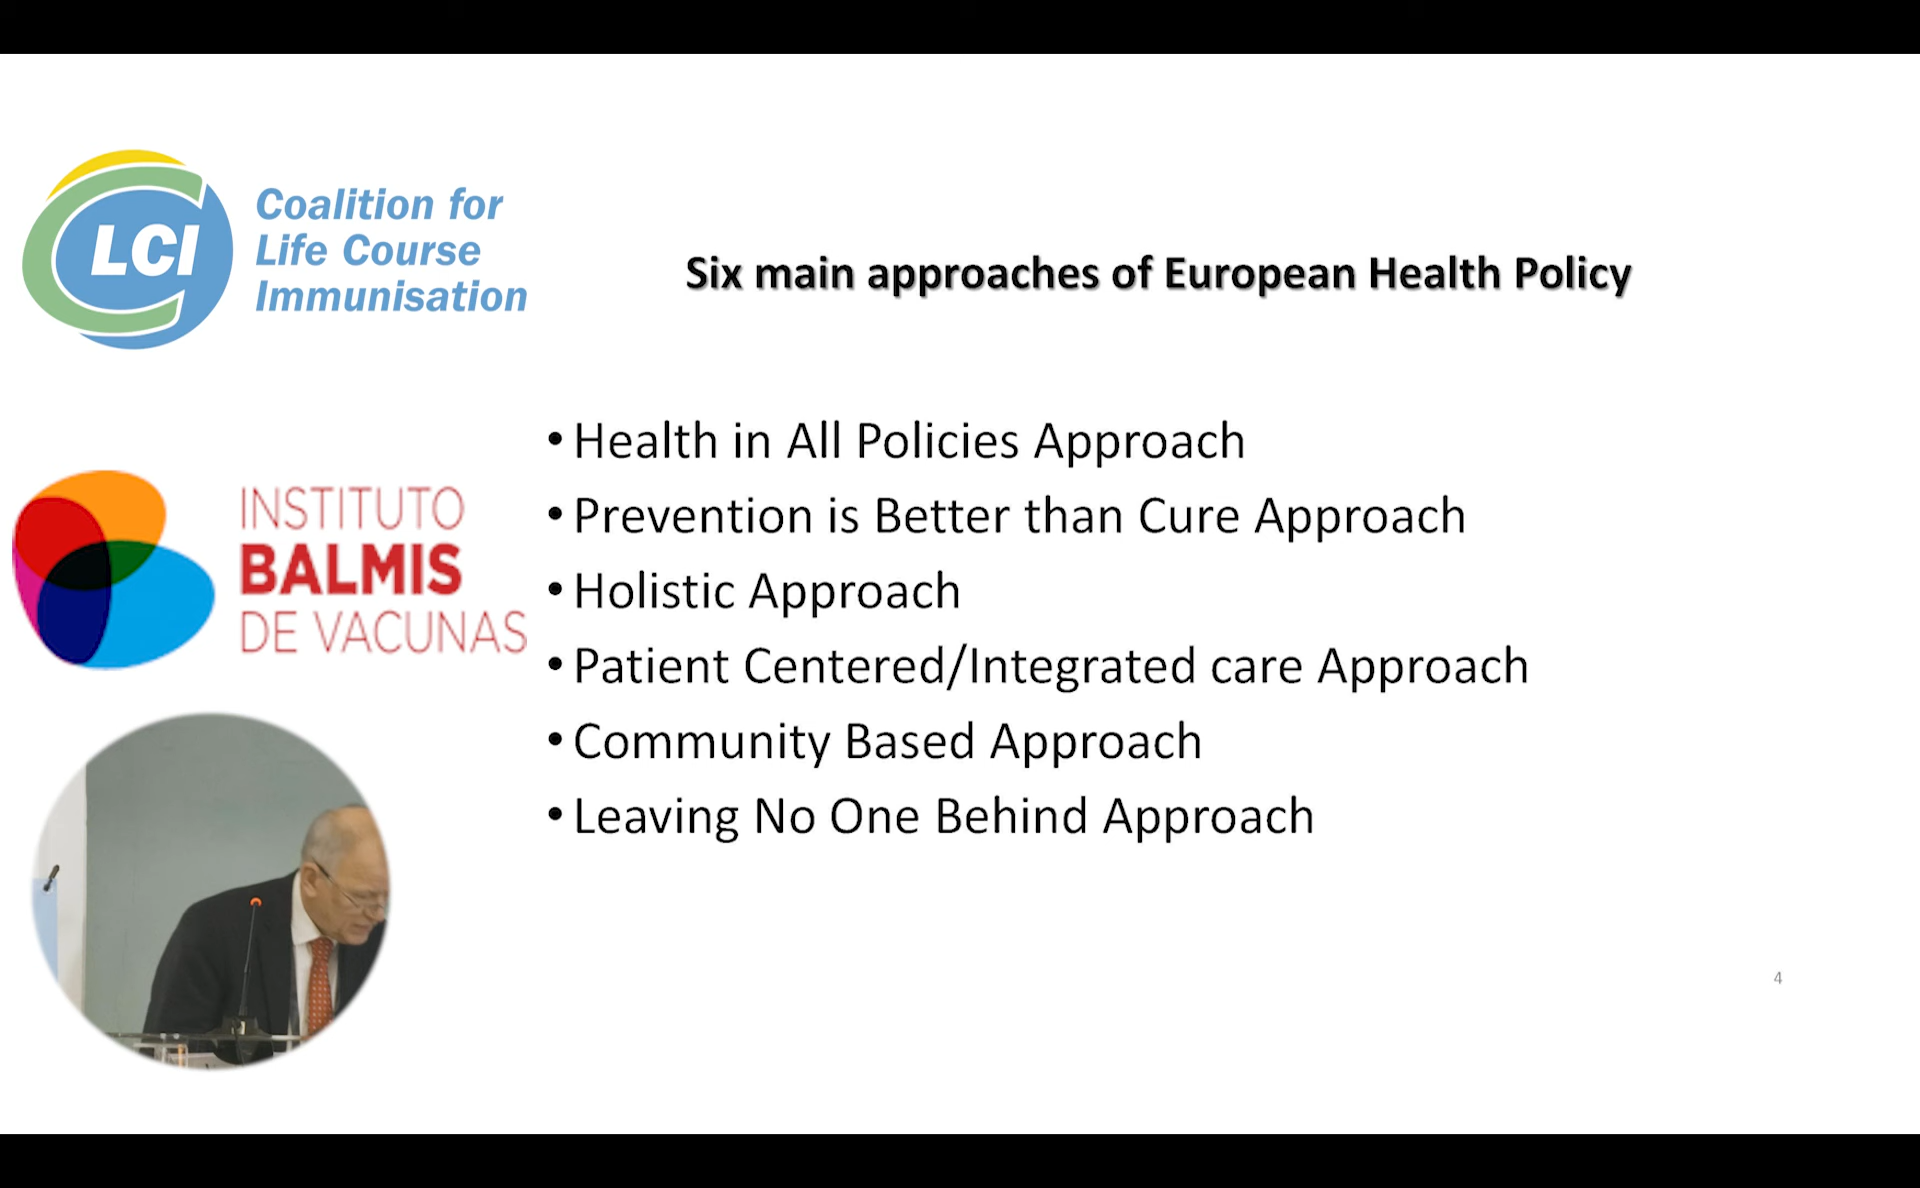 LCI
Coalition for
Life Course
Immunisation
Six main approaches of European Health Policy
INSTITUTO
BALMIS
DE VACUNAS
• Health in All Policies Approach
• Prevention is Better than Cure Approach
• Holistic Approach
• Patient Centered/Integrated care Approach
• Community Based Approach
• Leaving No One Behind Approach
4